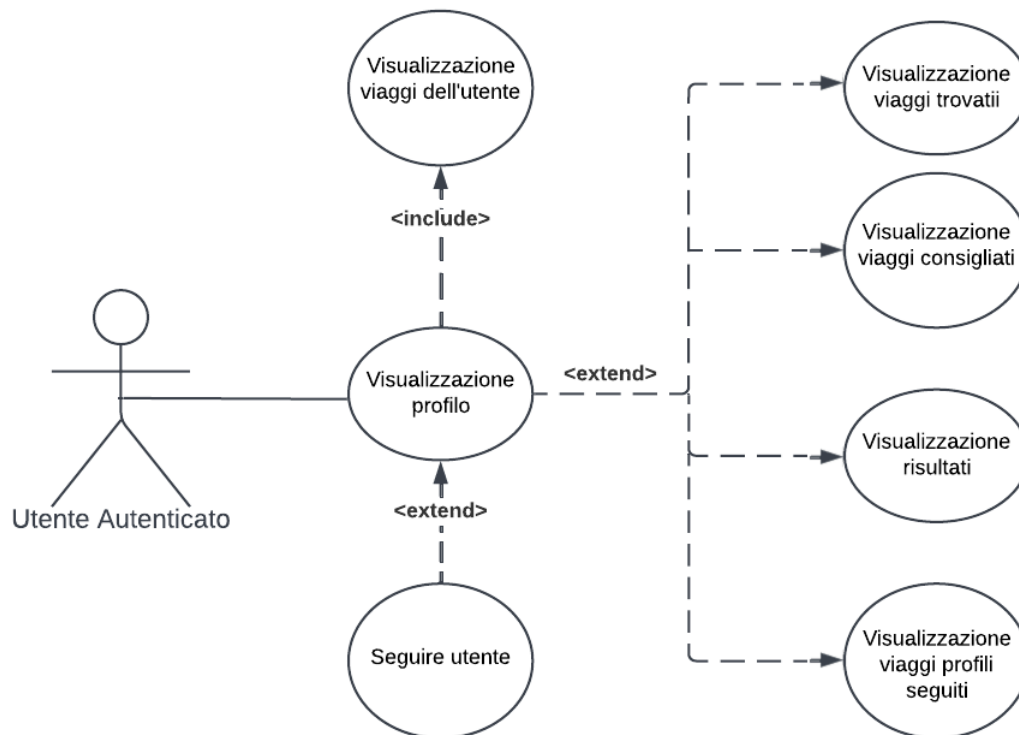 Visualizzazione
viaggi dell'utente
Visualizzazione
viaggi trovatii
<include>
Visualizzazione
viaggi consigliati
Visualizzazione
profilo
<extend>
Visualizzazione
risultati
<extend>
Utente Autenticato
Seguire utente
Visualizzazione
viaggi profili
seguiti